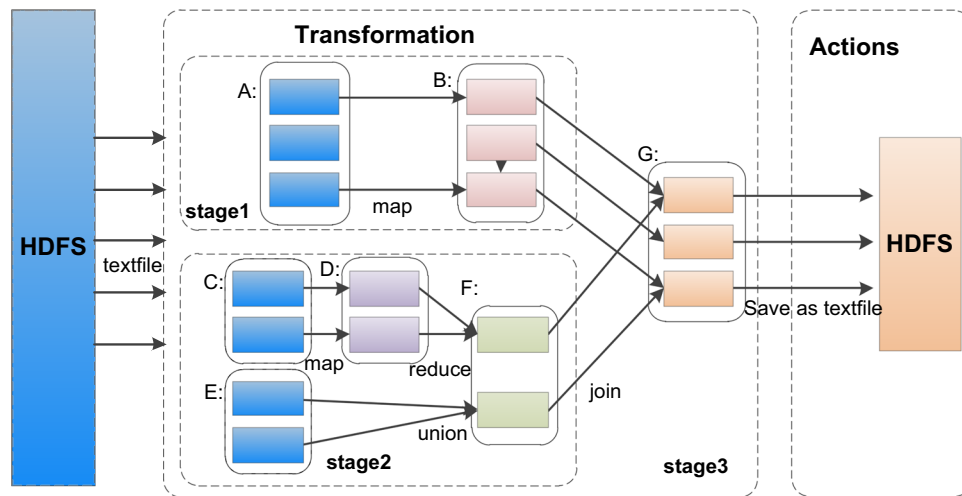 Transformation
Actions
A:
B:
G:
map
stage1
HDFS
textfile
HDFS
C:
D:
F:
Save as textfile
map
reduce
E:
join
union
stage2
stage3